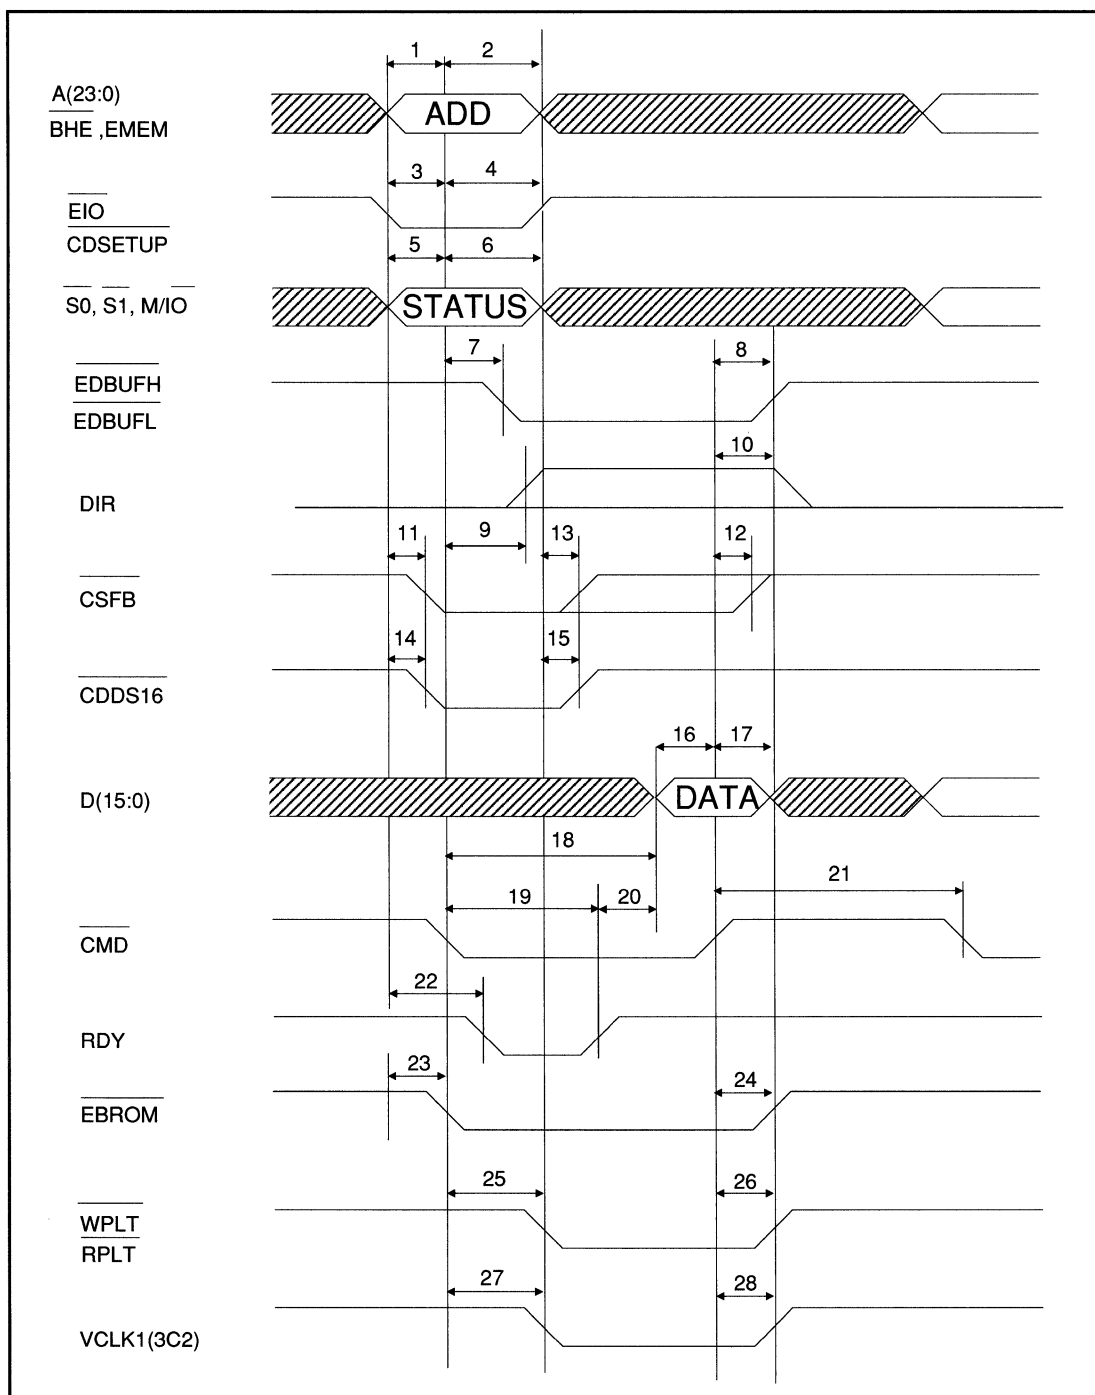 1 2
A(23:0)
BHE ,EMEM
ADD
3 4
EIO
CDSETUP
5 6
S0, S1, M/IO
STATUS
7 8
EDBUFH
EDBUFL
10
DIR
11 9 13 12
CSFB
14 15
CDDS16
16 17
D(15:0)
DATA
18
21
19 20
CMD
22
RDY
23 24
EBROM
25 26
WPLT
RPLT
27 28
VCLK1(3C2)